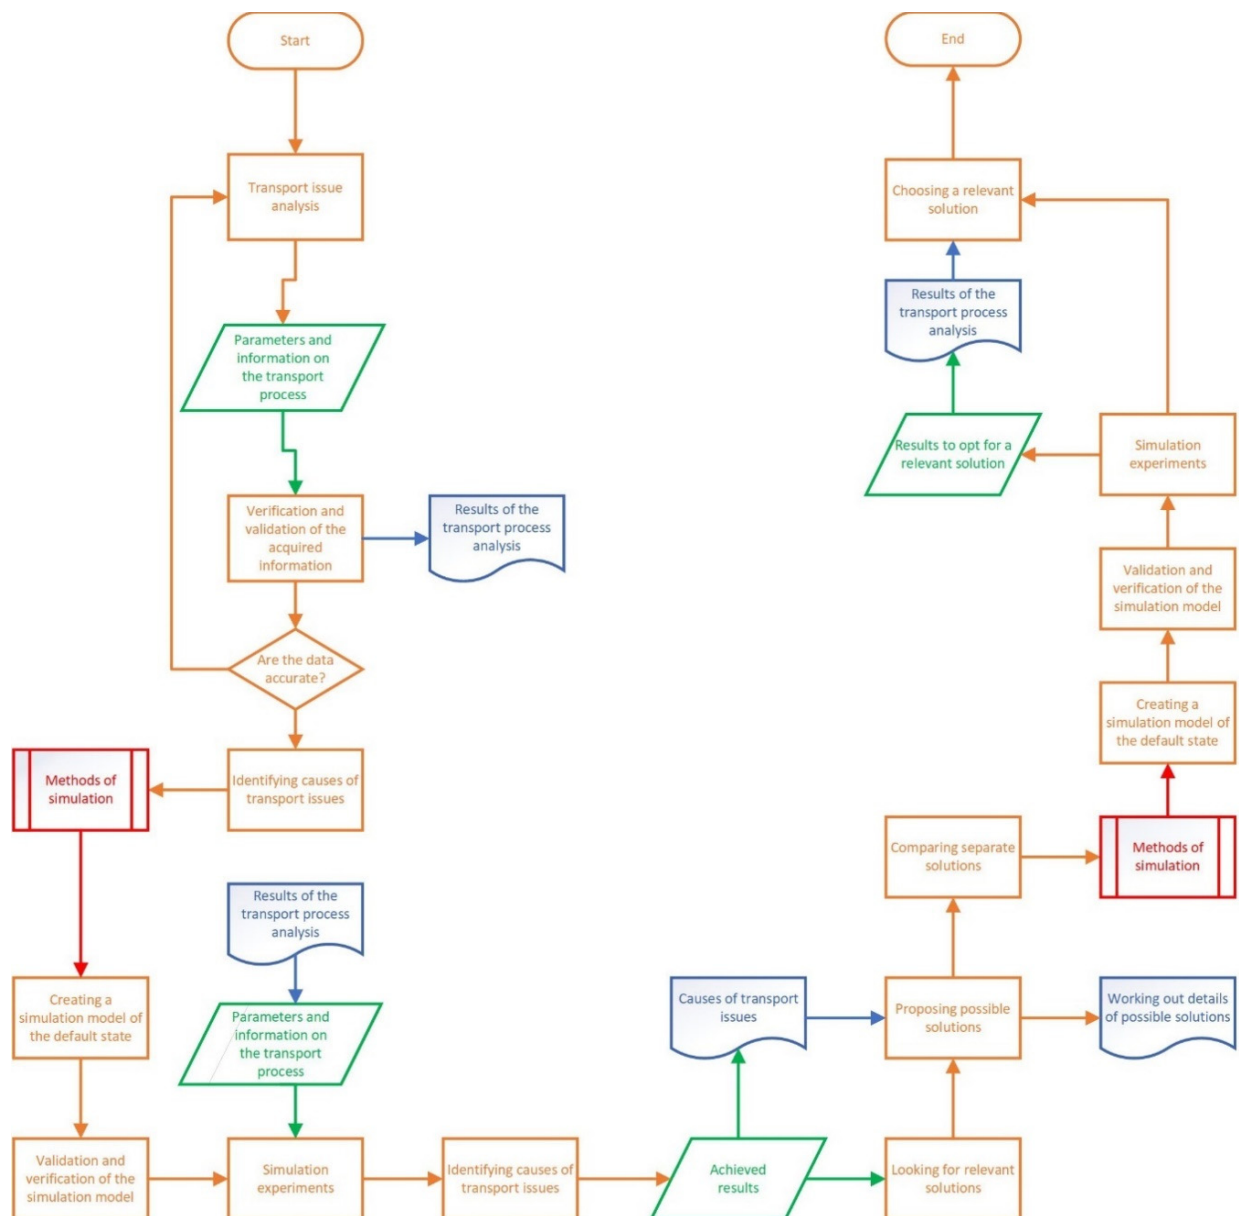 Start
Transport issue
analysis
Parameters and
information on
the transport
process
Verification and
validation of the
acquired
information
Results of the
transport process
analysis
Are the data
accurate?
Identifying causes of
transport issues
Methods of
simulation
Results of the
transport process
analysis
Creating a
simulation model of
the default state
Parameters and
information on
the transport
process
Validation and
verification of the
simulation model
Simulation
experiments
Identifying causes of
transport issues
Achieved
results
Causes of transport
issues
Looking for relevant
solutions
Proposing possible
solutions
Working out details
of possible solutions
Comparing separate
solutions
Methods of
simulation
Creating a
simulation model of
the default state
Validation and
verification of the
simulation model
Simulation
experiments
Results to opt for a
relevant solution
Results of the
transport process
analysis
Choosing a relevant
solution
End